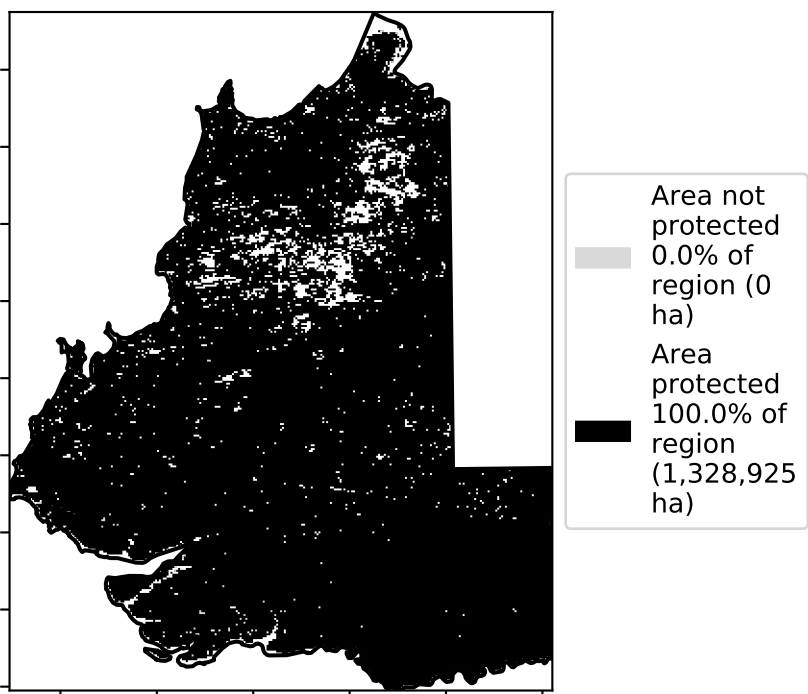 Area not
protected
0.0% of
region (0
ha)
Area
protected
100.0% of
region
(1,328,925
ha)